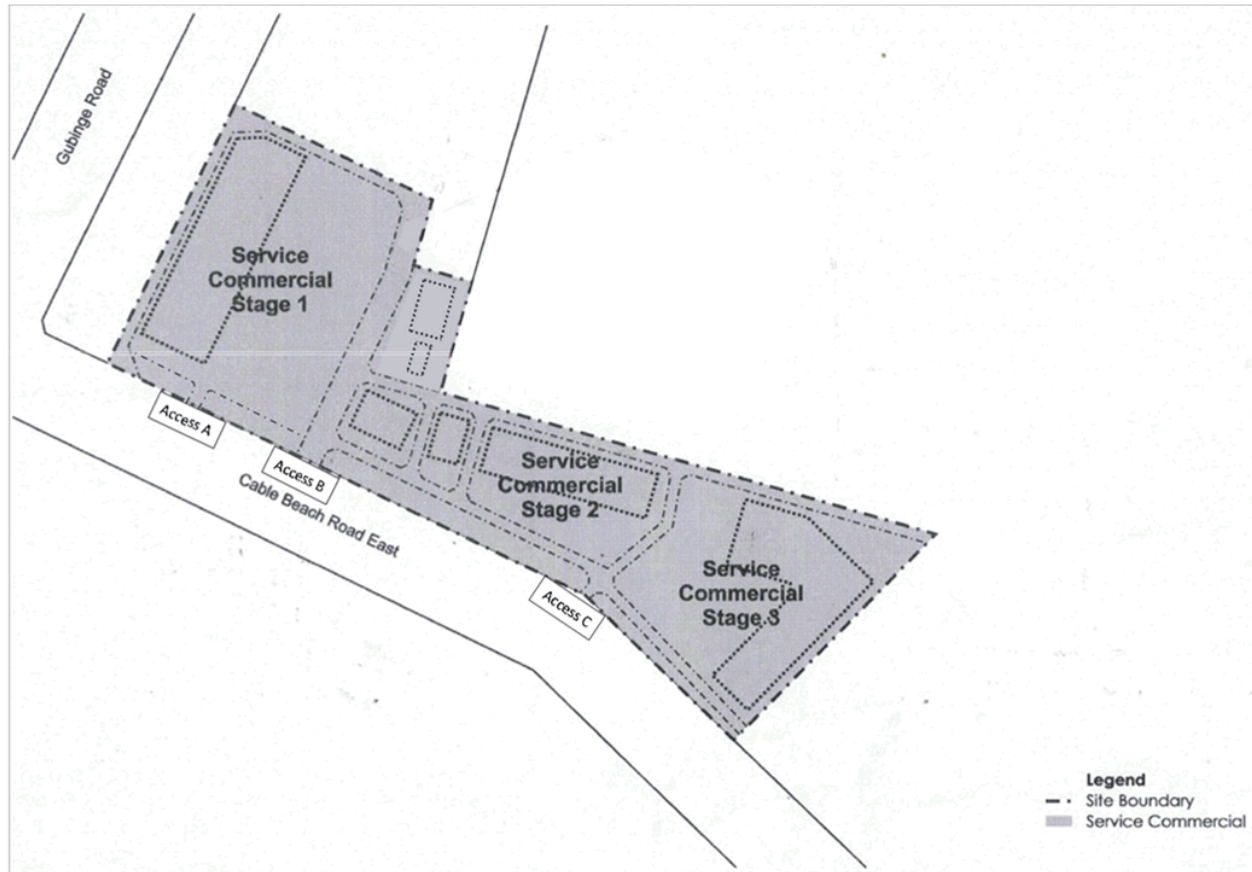 Gubinge Road
Service
Commercial
Stage 1
Access A
Access B
Cable Beach Road East
Service
Commercial
Stage 2
Access C
Service
Commercial
Stage 3
Legend
Site Boundary
Service Commercial